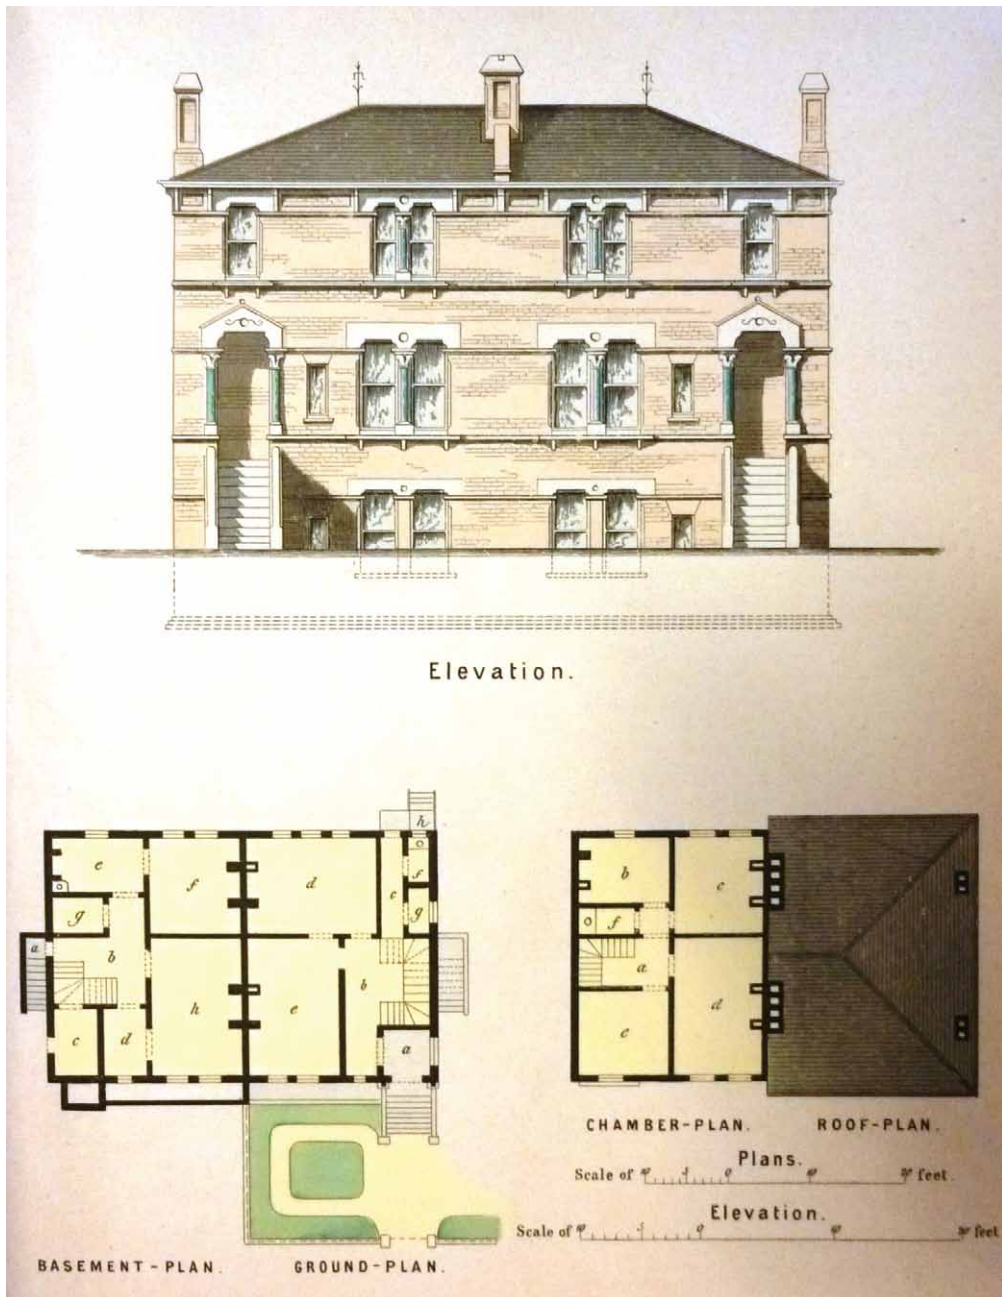 Elevation.
h
e
f
d
c
f
g
g
a
b
h
e
b
c
d
a
b
c
f
a
d
e
CHAMBER-PLAN. ROOF-PLAN.
Plans.
Scale of feet.
Elevation.
Scale of feet
BASEMENT-PLAN. GROUND-PLAN.